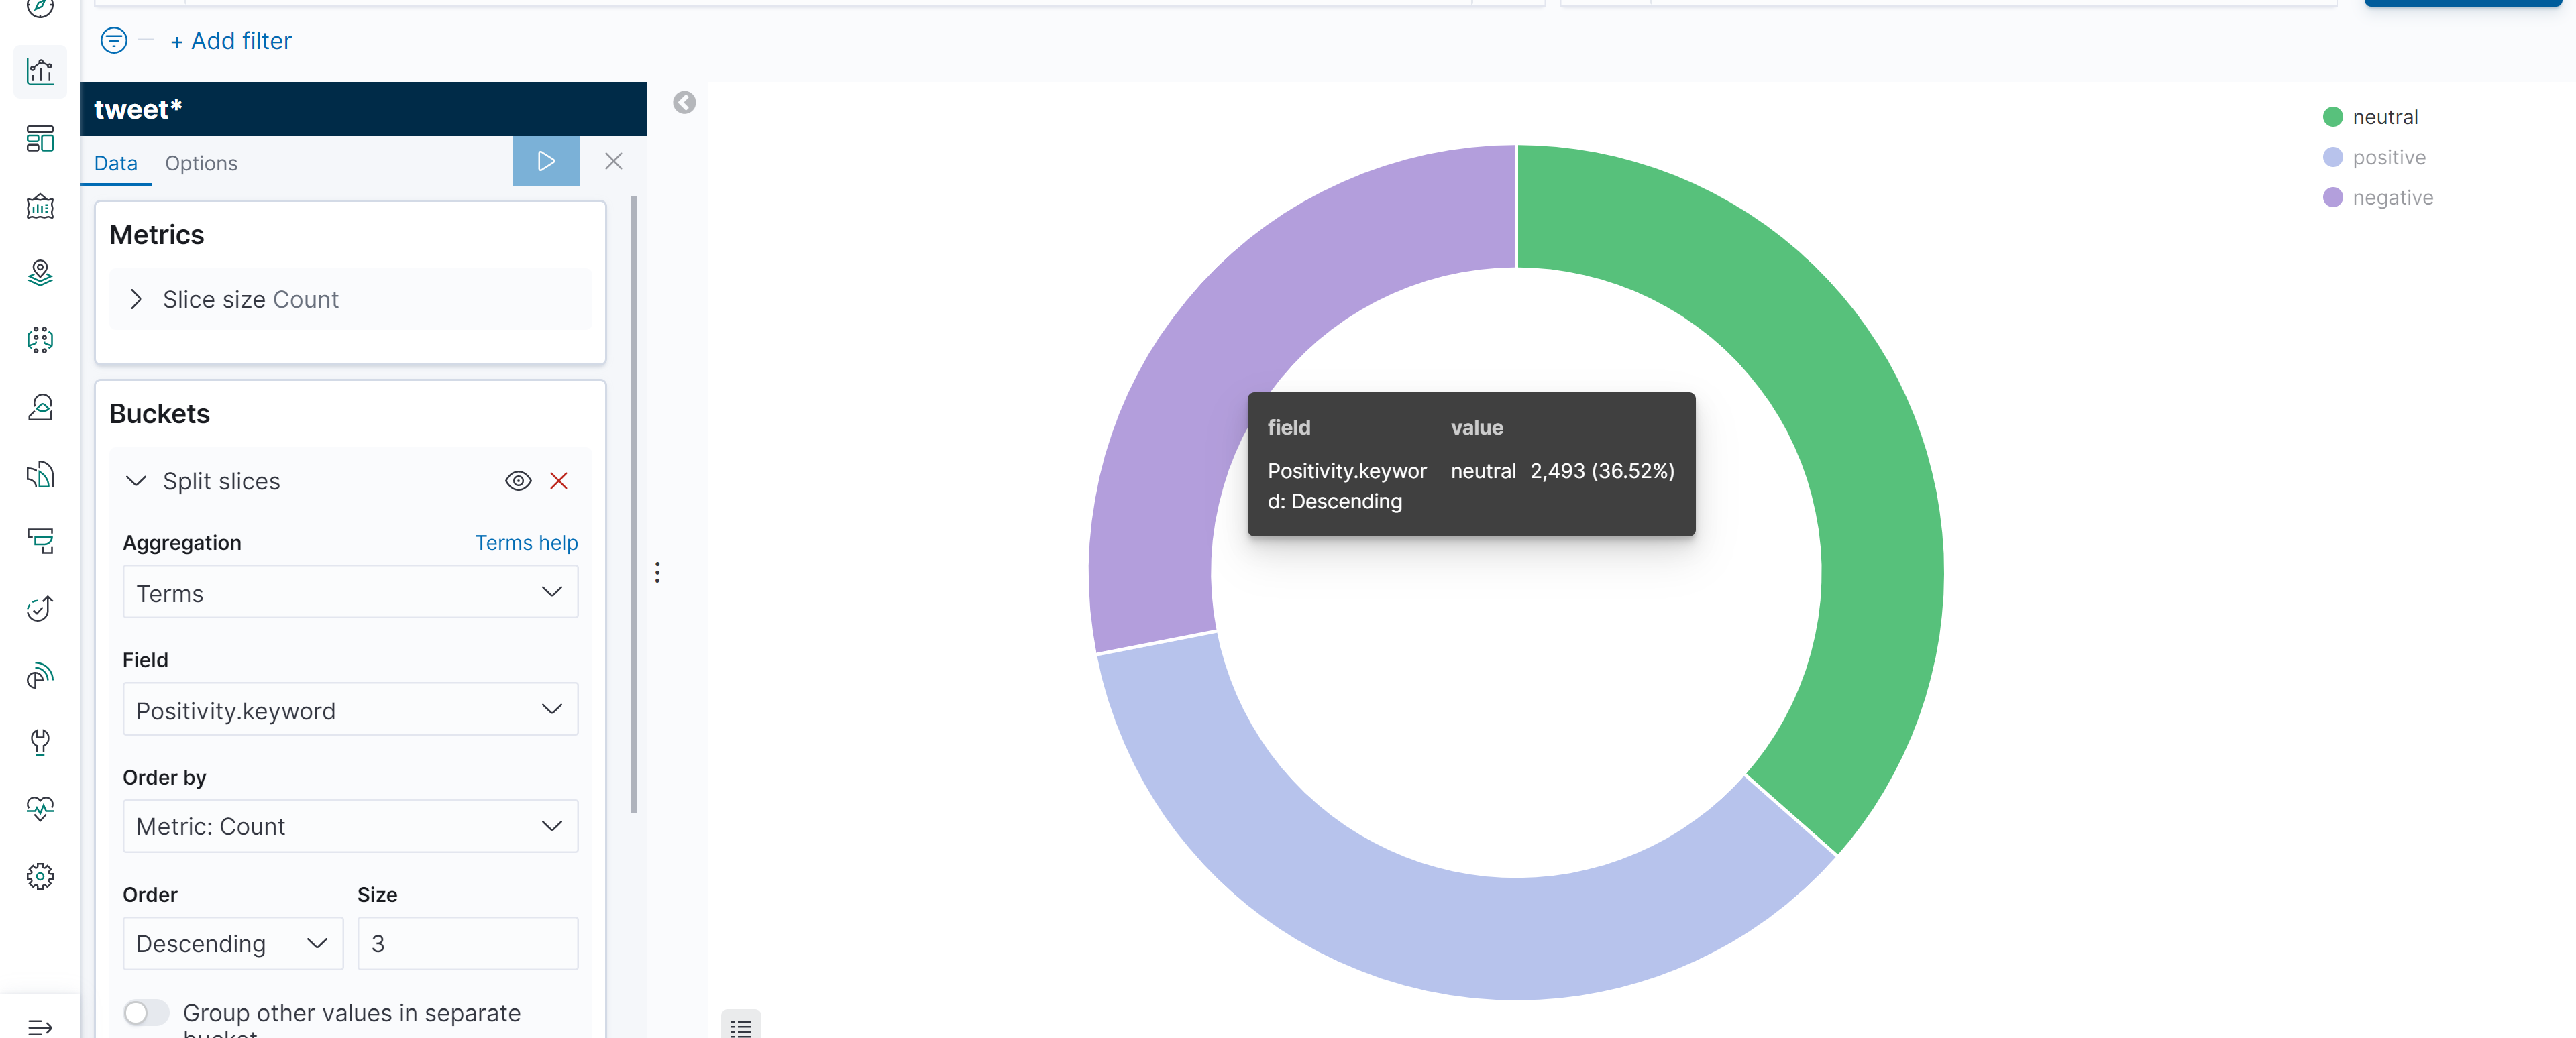 + Add filter
tweet*
Data Options
Metrics
Slice size Count
Buckets
Split slices
Aggregation Terms help
Terms
Field
Positivity.keyword
Order by
Metric: Count
Order Size
Descending 3
Group other values in separate
neutral
positive
negative
field value
Positivity.keywor neutral 2,493 (36.52%)
d: Descending